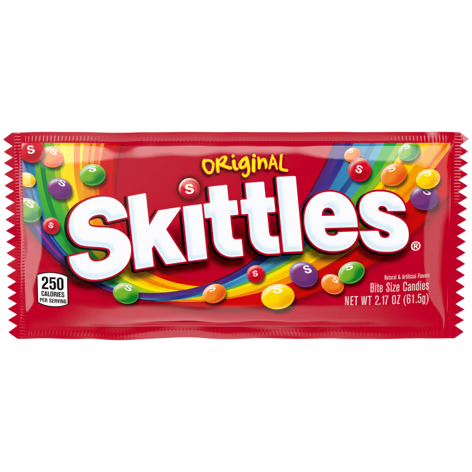 ORiGiNAL
Skittles®
250
CALORIES
PER SERVING
Natural & Artificial Flavors
Bite Size Candies
NET WT 2.17 OZ (61.5g)
S
S
S
S
S
S
S
S
S